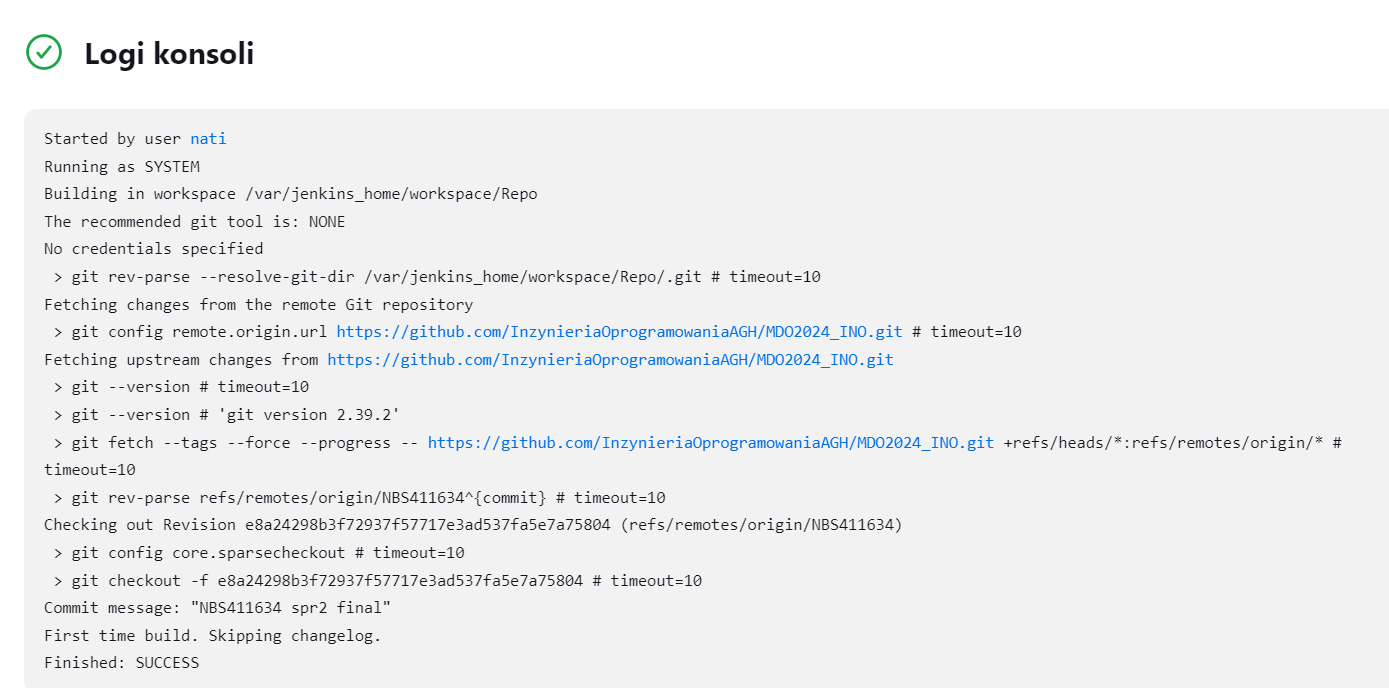 Logi konsoli
Started by user nati
Running as SYSTEM
Building in workspace /var/jenkins_home/workspace/Repo
The recommended git tool is: NONE
No credentials specified
 > git rev-parse --resolve-git-dir /var/jenkins_home/workspace/Repo/.git # timeout=10
Fetching changes from the remote Git repository
 > git config remote.origin.url https://github.com/InzynieriaOprogramowaniaAGH/MDO2024_INO.git # timeout=10
Fetching upstream changes from https://github.com/InzynieriaOprogramowaniaAGH/MDO2024_INO.git
 > git --version # timeout=10
 > git --version # 'git version 2.39.2'
 > git fetch --tags --force --progress -- https://github.com/InzynieriaOprogramowaniaAGH/MDO2024_INO.git +refs/heads/*:refs/remotes/origin/* #
timeout=10
 > git rev-parse refs/remotes/origin/NBS411634^{commit} # timeout=10
Checking out Revision e8a24298b3f72937f57717e3ad537fa5e7a75804 (refs/remotes/origin/NBS411634)
 > git config core.sparsecheckout # timeout=10
 > git checkout -f e8a24298b3f72937f57717e3ad537fa5e7a75804 # timeout=10
Commit message: "NBS411634 spr2 final"
First time build. Skipping changelog.
Finished: SUCCESS